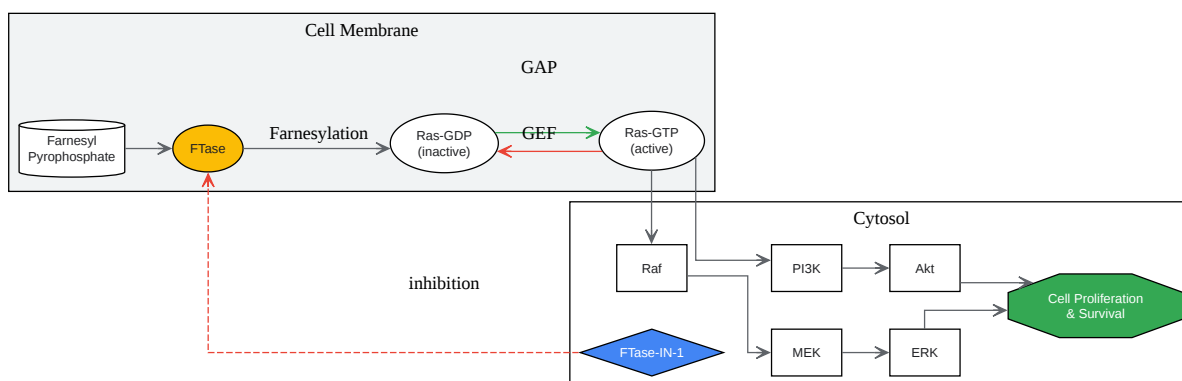 Cell Membrane
GAP
Farnesyl
Pyrophosphate
FTase
Farnesylation
Ras-GDP
(inactive)
GEF
Ras-GTP
(active)
Cytosol
inhibition
Raf
PI3K
Akt
Cell Proliferation
& Survival
FTase-IN-1
MEK
ERK